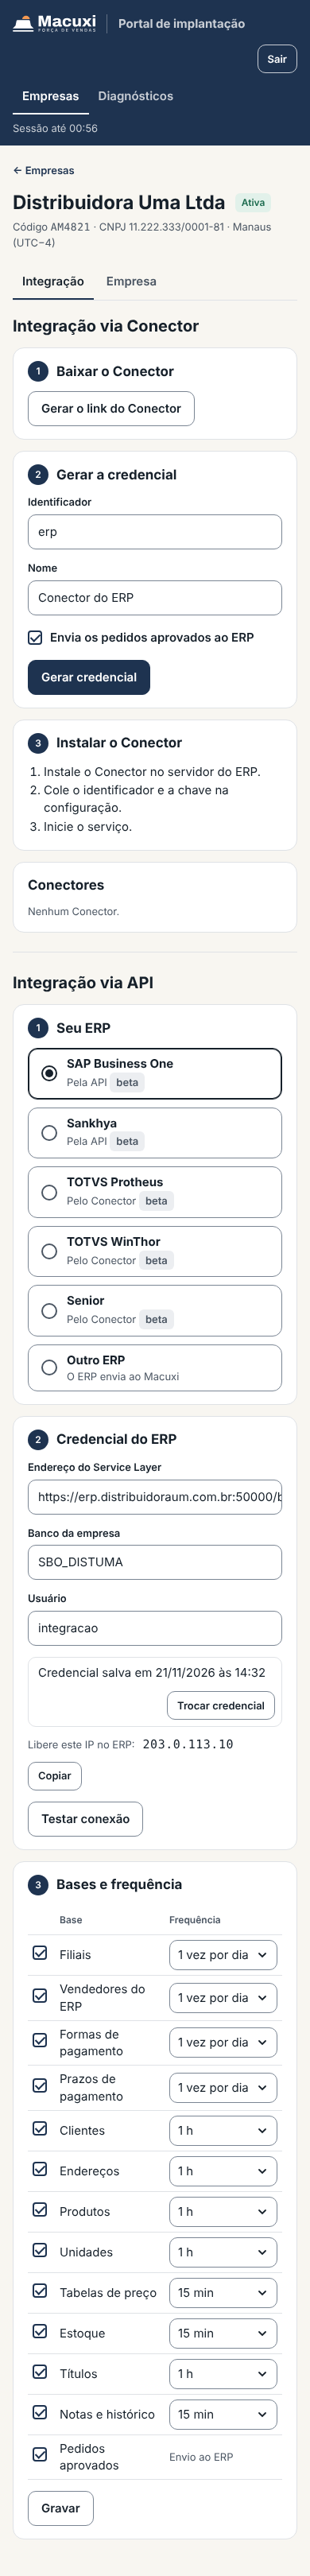 Macuxi
FORÇA DE VENDAS
Portal de implantação
Sair
Empresas
Diagnósticos
Sessão até 00:56
← Empresas
Distribuidora Uma Ltda
Ativa
Código AM4821 · CNPJ 11.222.333/0001-81 · Manaus
(UTC−4)
Integração
Empresa
Integração via Conector
1 Baixar o Conector
Gerar o link do Conector
2 Gerar a credencial
Identificador
erp
Nome
Conector do ERP
Envia os pedidos aprovados ao ERP
Gerar credencial
3 Instalar o Conector
1. Instale o Conector no servidor do ERP.
2. Cole o identificador e a chave na
configuração.
3. Inicie o serviço.
Conectores
Nenhum Conector.
Integração via API
1 Seu ERP
SAP Business One
Pela API beta
Sankhya
Pela API beta
TOTVS Protheus
Pelo Conector beta
TOTVS WinThor
Pelo Conector beta
Senior
Pelo Conector beta
Outro ERP
O ERP envia ao Macuxi
2 Credencial do ERP
Endereço do Service Layer
https://erp.distribuidoraum.com.br:50000/b
Banco da empresa
SBO_DISTUMA
Usuário
integracao
Credencial salva em 21/11/2026 às 14:32
Trocar credencial
Libere este IP no ERP: 203.0.113.10
Copiar
Testar conexão
3 Bases e frequência
Base Frequência
Filiais 1 vez por dia
Vendedores do
ERP
1 vez por dia
Formas de
pagamento
1 vez por dia
Prazos de
pagamento
1 vez por dia
Clientes 1 h
Endereços 1 h
Produtos 1 h
Unidades 1 h
Tabelas de preço 15 min
Estoque 15 min
Títulos 1 h
Notas e histórico 15 min
Pedidos
aprovados
Envio ao ERP
Gravar